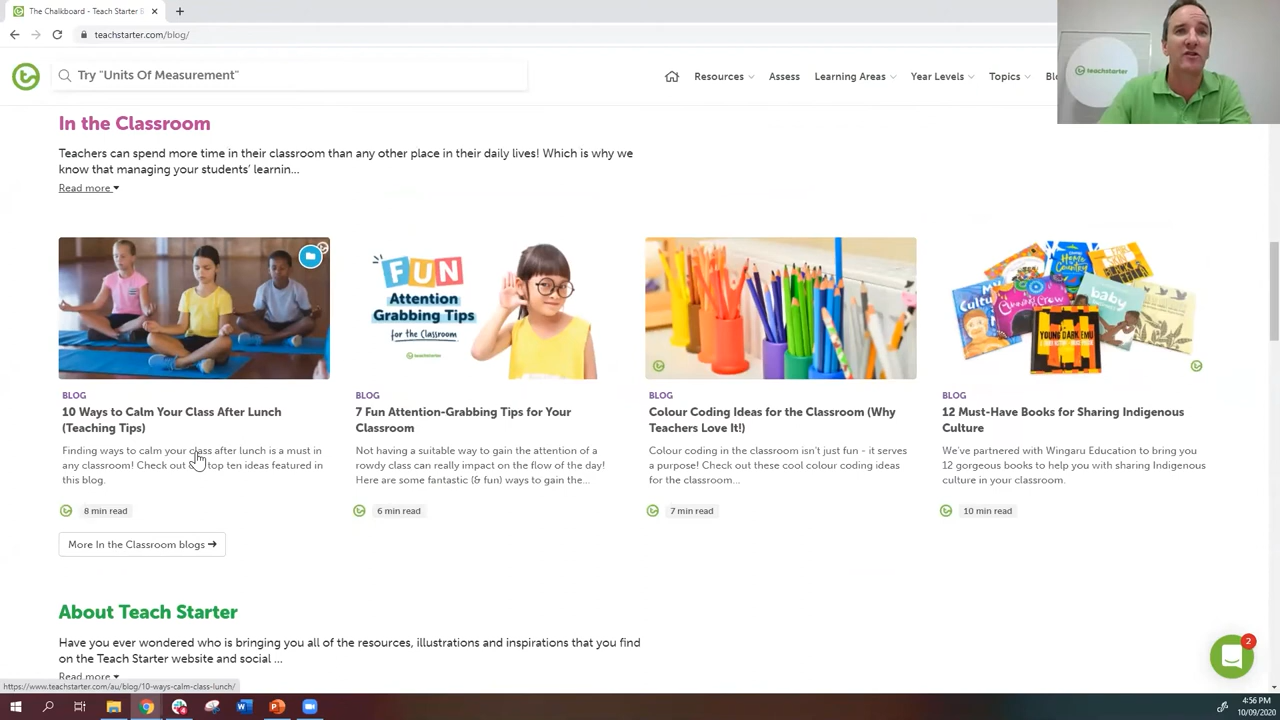 The Chalkboard - Teach Starter B
teachstarter.com/blog/
Try "Units Of Measurement"
Resources
Assess
Learning Areas
Year Levels
Topics
teachstarter
In the Classroom
Teachers can spend more time in their classroom than any other place in their daily lives! Which is why we
know that managing your students' learnin...
Read more
FUN
Attention
Grabbing Tips
for the Classroom
teachstarter
YOUNG DARK
EMU
baby
BLOG
10 Ways to Calm Your Class After Lunch
(Teaching Tips)
Finding ways to calm your class after lunch is a must in
any classroom! Check out top ten ideas featured in
this blog.
8 min read
BLOG
7 Fun Attention-Grabbing Tips for Your
Classroom
Not having a suitable way to gain the attention of a
rowdy class can really impact on the flow of the day!
Here are some fantastic (& fun) ways to gain the...
6 min read
BLOG
Colour Coding Ideas for the Classroom (Why
Teachers Love It!)
Colour coding in the classroom isn't just fun - it serves
a purpose! Check out these cool colour coding ideas
for the classroom...
7 min read
BLOG
12 Must-Have Books for Sharing Indigenous
Culture
We've partnered with Wingaru Education to bring you
12 gorgeous books to help you with sharing Indigenous
culture in your classroom.
10 min read
More In the Classroom blogs
About Teach Starter
Have you ever wondered who is bringing you all of the resources, illustrations and inspirations that you find
on the Teach Starter website and social ...
Read more
2
https://www.teachstarter.com/au/blog/10-ways-calm-class-lunch/
4:56 PM
10/09/2020